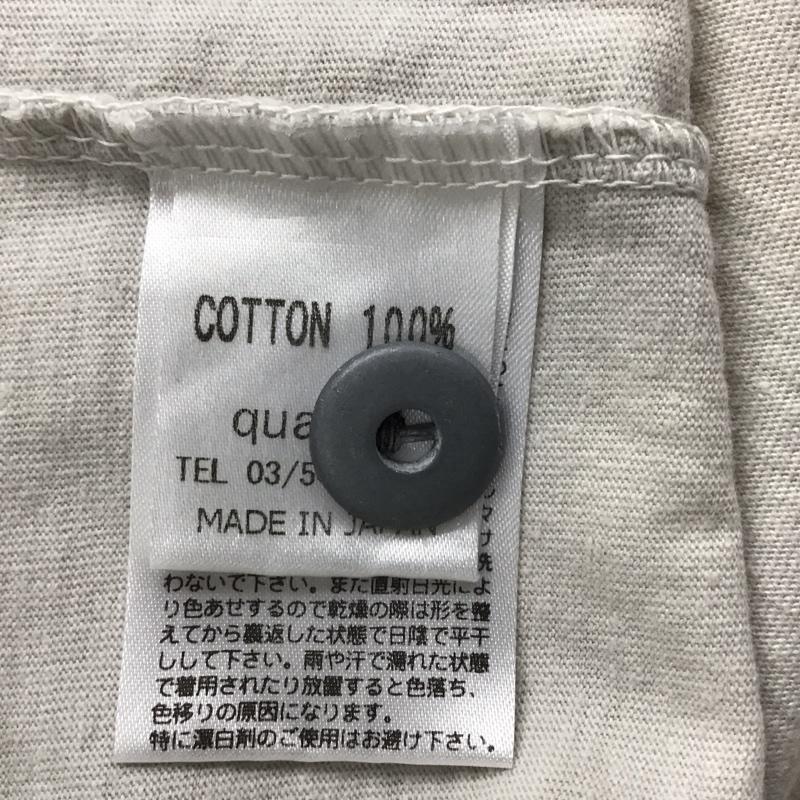 COTTON 100%
qua
TEL 03/5
MADE IN JAPAN
わないで下さい。また直射日光によ
り色あせするので乾燥の際は形を整
えてから裏返した状態で日陰で平干
ししして下さい。雨や汗で濡れた状態
で着用されたり放置すると色落ち、
色移りの原因になります。
特に漂白剤のご使用はお避け下さい。